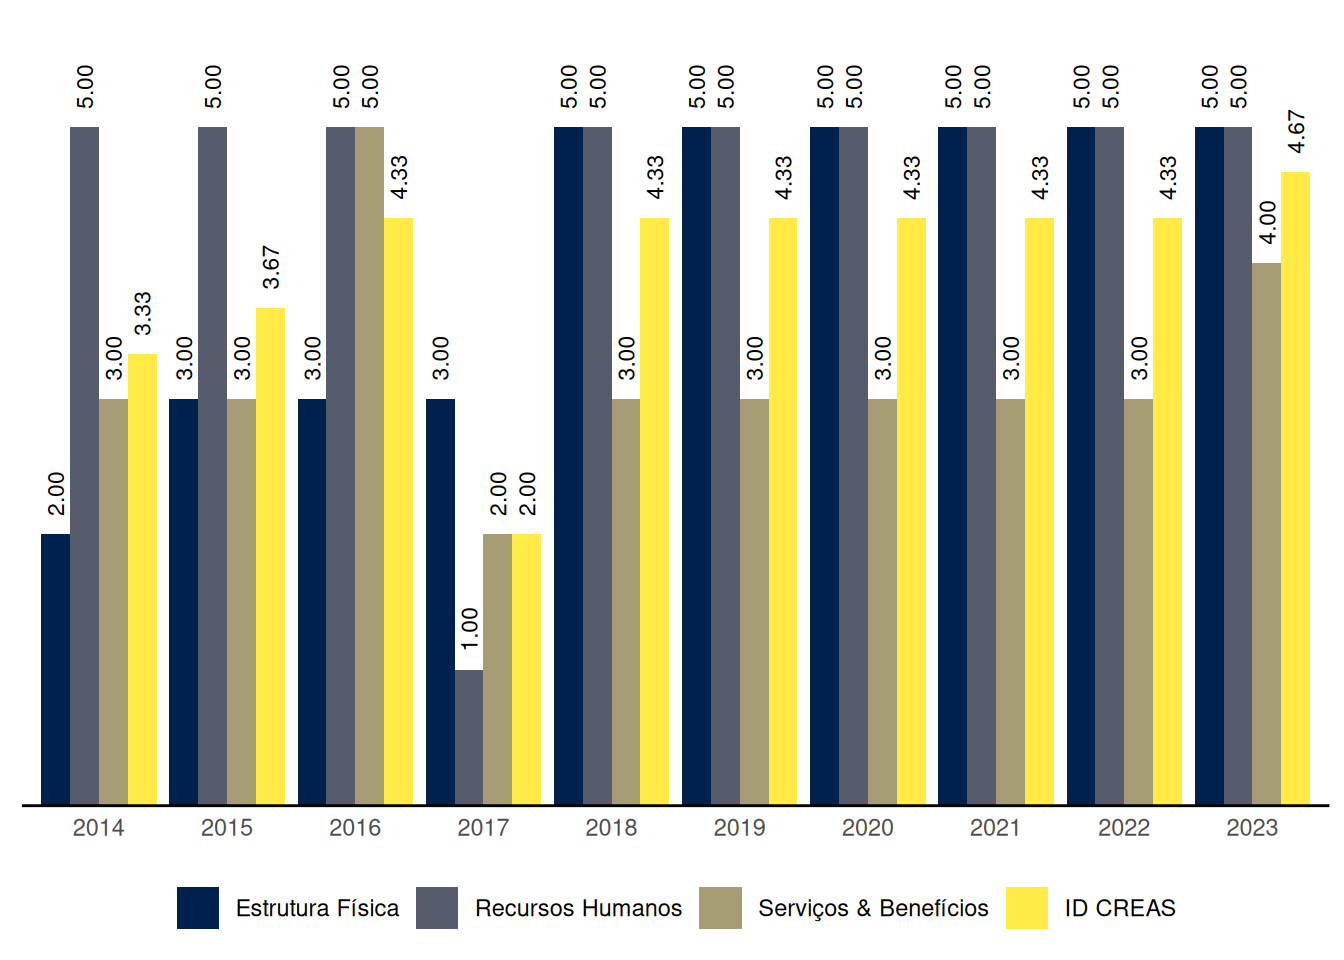 5.00 5.00 5.00 5.00 5.00 5.00 5.00 5.00 5.00 5.00 5.00 5.00 5.00 5.00 5.00 5.00
4.67
4.33 4.33 4.33 4.33 4.33 4.33
4.00
3.67
3.33
3.00 3.00 3.00 3.00 3.00 3.00 3.00 3.00 3.00 3.00
2.00 2.00 2.00
1.00
2014 2015 2016 2017 2018 2019 2020 2021 2022 2023
Estrutura Física Recursos Humanos Serviços & Benefícios ID CREAS